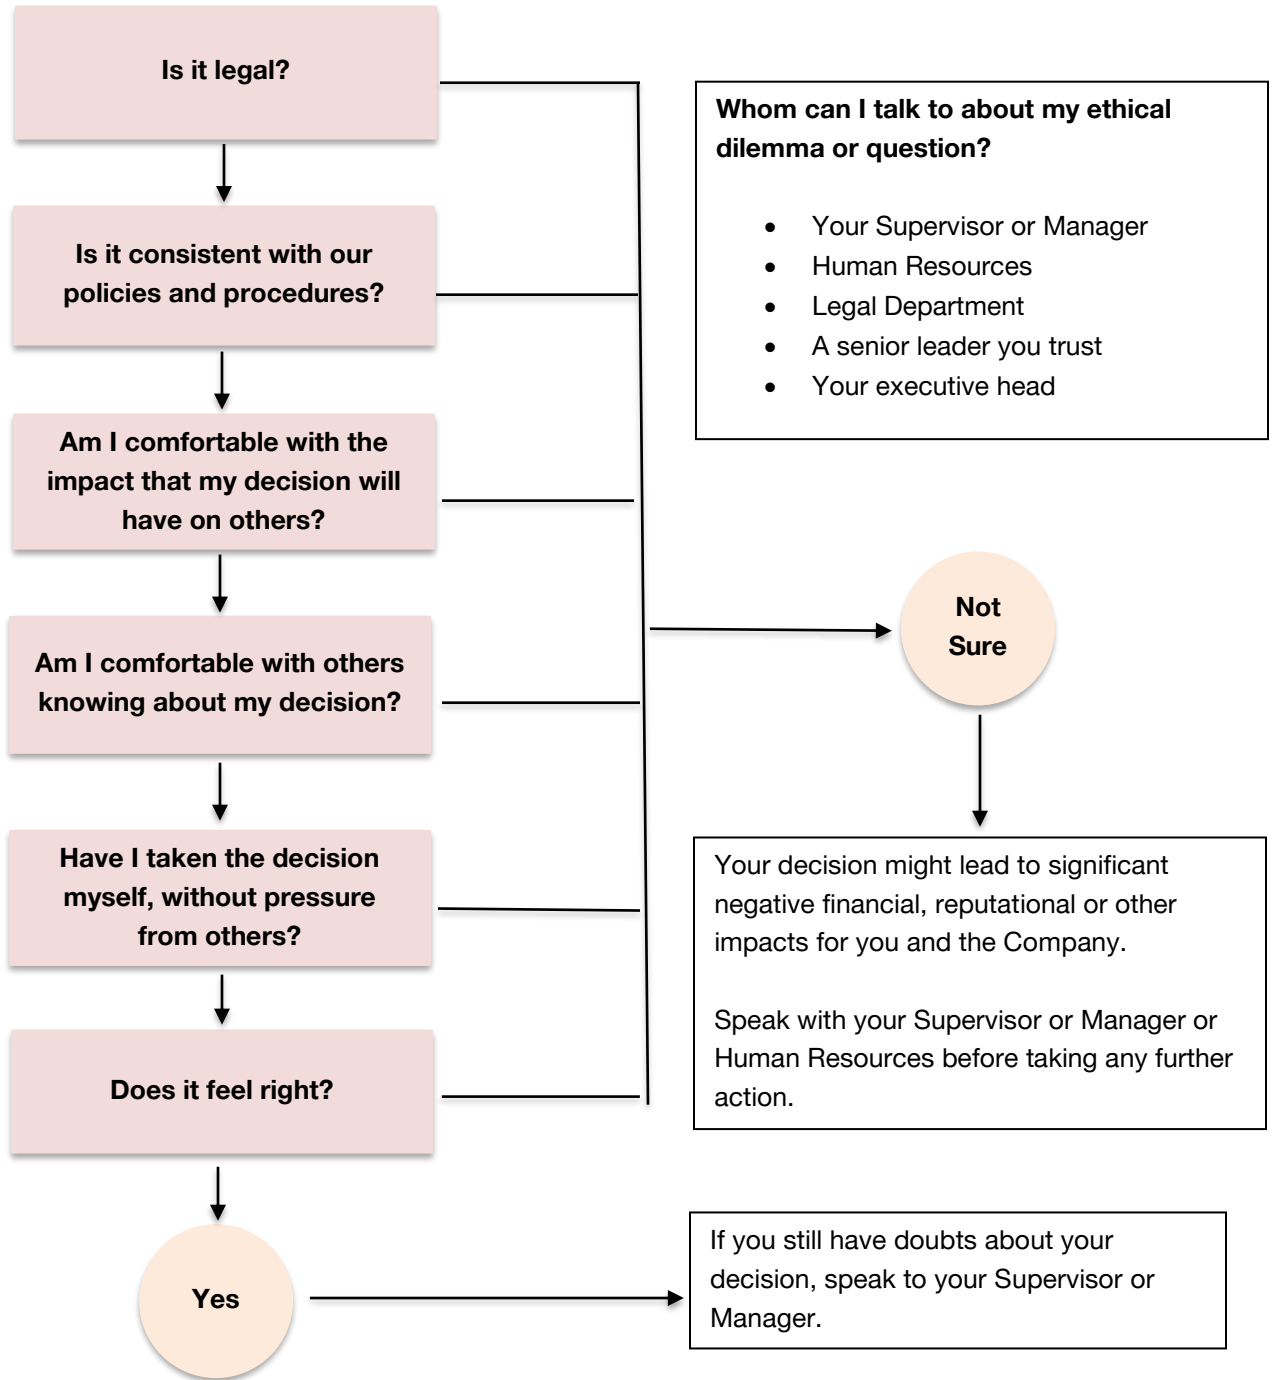 Is it legal?
Is it consistent with our
policies and procedures?
Am I comfortable with the
impact that my decision will
have on others?
Am I comfortable with others
knowing about my decision?
Have I taken the decision
myself, without pressure
from others?
Does it feel right?
Yes
Whom can I talk to about my ethical
dilemma or question?
• Your Supervisor or Manager
• Human Resources
• Legal Department
• A senior leader you trust
• Your executive head
Not
Sure
Your decision might lead to significant
negative financial, reputational or other
impacts for you and the Company.
Speak with your Supervisor or Manager or
Human Resources before taking any further
action.
If you still have doubts about your
decision, speak to your Supervisor or
Manager.